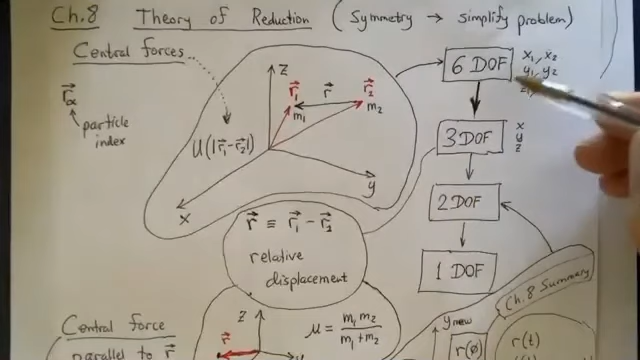 Ch.8 Theory of Reduction (Symmetry → simplify problem)
Central forces
r⃗α
particle
index
U(|r⃗₁-r⃗₂|)
z
r⃗₁
r⃗
r⃗₂
m₁
m₂
x
y
6 DOF
x₁, x₂
y₁, y₂
z₁,
3 DOF
x
y
z
2 DOF
1 DOF
r⃗ ≡ r⃗₁ - r⃗₂
relative
displacement
Ch.8 Summary
Central force
parallel to r⃗
z
r⃗
μ = m₁m₂ / m₁+m₂
y new
r(ø)
r(t)